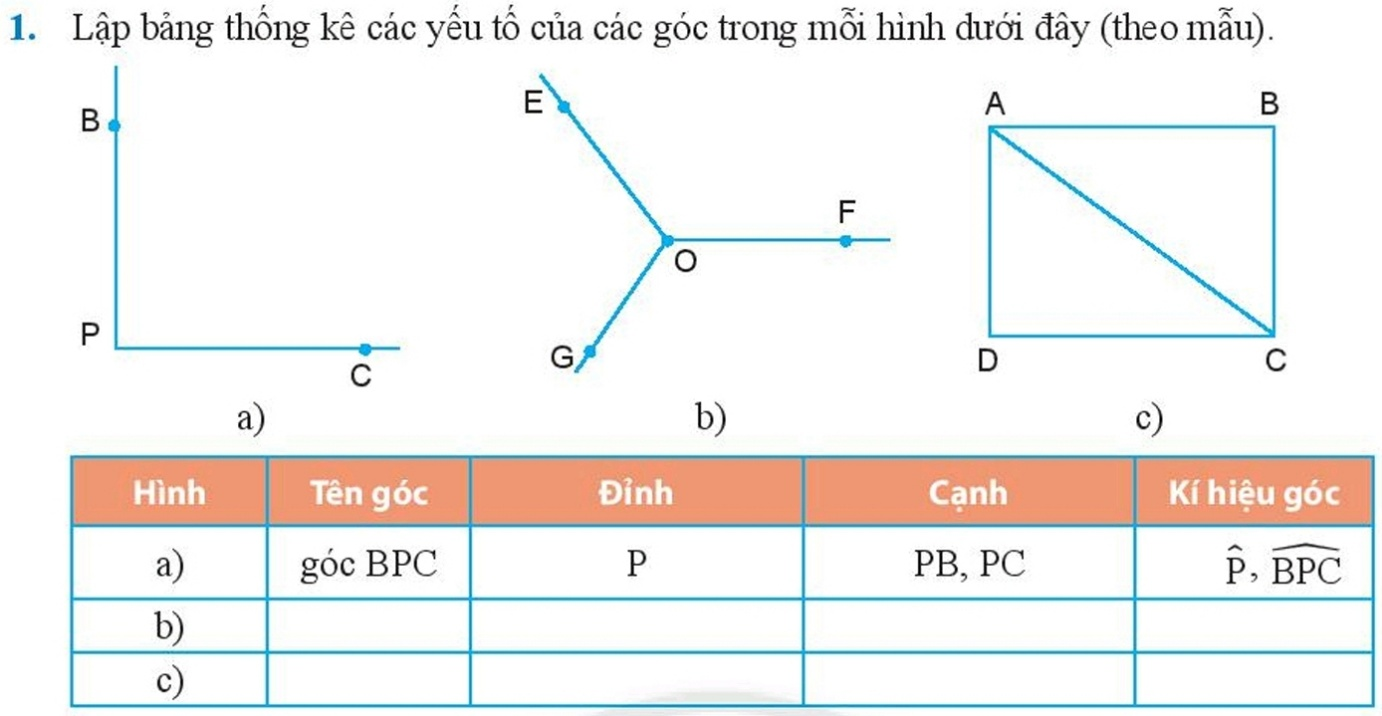 1. Lập bảng thống kê các yếu tố của các góc trong mỗi hình dưới đây (theo mẫu).
B
P
C
a)
E
F
O
G
b)
A B
D C
c)
Hình Tên góc Đỉnh Cạnh Kí hiệu góc
a) góc BPC P PB, PC P̂, B͡PC
b)
c)